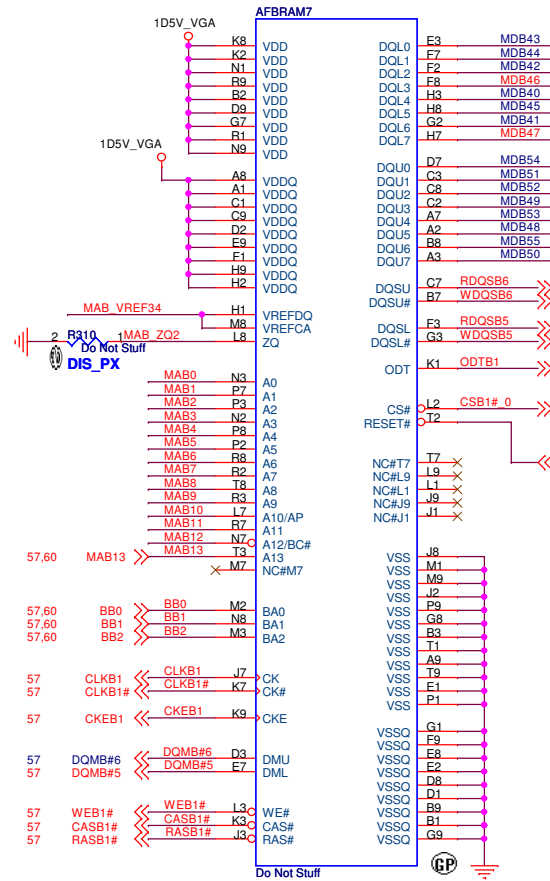 AFBRAM7
1D5V_VGA
K8 VDD DQL0 E3 MDB43
K2 VDD DQL1 F7 MDB44
N1 VDD DQL2 F2 MDB42
R9 VDD DQL3 F8 MDB46
B2 VDD DQL4 H3 MDB40
D9 VDD DQL5 H8 MDB45
G7 VDD DQL6 G2 MDB41
R1 VDD DQL7 H7 MDB47
N9 VDD
1D5V_VGA
DQU0 D7 MDB54
A8 VDDQ DQU1 C3 MDB51
A1 VDDQ DQU2 C8 MDB52
C1 VDDQ DQU3 C2 MDB49
C9 VDDQ DQU4 A7 MDB53
D2 VDDQ DQU5 A2 MDB48
E9 VDDQ DQU6 B8 MDB55
F1 VDDQ DQU7 A3 MDB50
H9 VDDQ
H2 VDDQ
DQSU C7 RDQSB6
DQSU# B7 WDQSB6
MAB_VREF34 H1 VREFDQ
M8 VREFCA
DQSL F3 RDQSB5
DQSL# G3 WDQSB5
2 R310 1 MAB_ZQ2 L8 ZQ
Do Not Stuff
DIS_PX
ODT K1 ODTB1
MAB0 N3 A0
MAB1 P7 A1
MAB2 P3 A2
MAB3 N2 A3
MAB4 P8 A4
MAB5 P2 A5
MAB6 R8 A6
MAB7 R2 A7
MAB8 T8 A8
MAB9 R3 A9
MAB10 L7 A10/AP
MAB11 R7 A11
MAB12 N7 A12/BC#
57,60 MAB13 MAB13 T3 A13
M7 NC#M7
CS# L2 CSB1#_0
RESET# T2
NC#T7 T7
NC#L9 L9
NC#L1 L1
NC#J9 J9
NC#J1 J1
VSS J8
VSS M1
VSS M9
VSS J2
VSS P9
VSS G8
VSS B3
VSS T1
VSS A9
VSS T9
VSS E1
VSS P1
57,60 BB0 BB0 M2 BA0
57,60 BB1 BB1 N8 BA1
57,60 BB2 BB2 M3 BA2
57 CLKB1 CLKB1 J7 CK
57 CLKB1# CLKB1# K7 CK#
57 CKEB1 CKEB1 K9 CKE
VSSQ G1
VSSQ F9
VSSQ E8
VSSQ E2
VSSQ D8
VSSQ D1
VSSQ B9
VSSQ B1
VSSQ G9
57 DQMB#6 DQMB#6 D3 DMU
57 DQMB#5 DQMB#5 E7 DML
57 WEB1# WEB1# L3 WE#
57 CASB1# CASB1# K3 CAS#
57 RASB1# RASB1# J3 RAS#
GP
Do Not Stuff